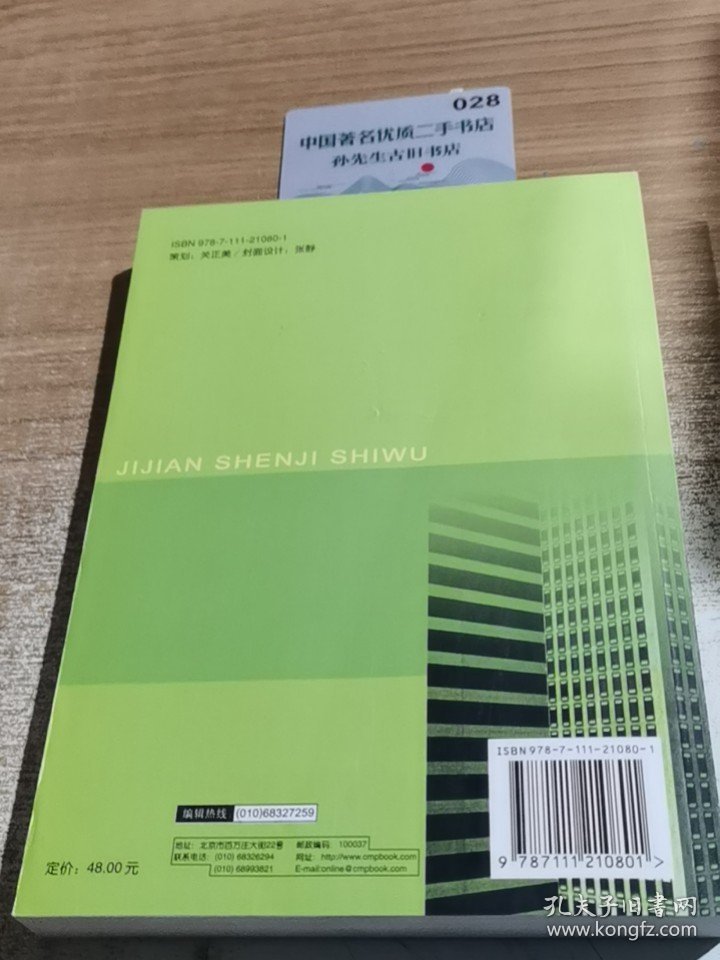 028
中国著名优质二手书店
孙先生古旧书店
ISBN 978-7-111-21080-1
策划：关正美 / 封面设计：张静
JIJIAN SHENJI SHIWU
ISBN 978-7-111-21080-1
9 787111 210801 >
编辑热线 (010)68327259
地址：北京市百万庄大街22号 邮政编码：100037
联系电话：(010) 68326294 网址：http://www.cmpbook.com
(010) 68993821 E-mail:online@cmpbook.com
定价：48.00 元
孔夫子旧书网
www.kongfz.com